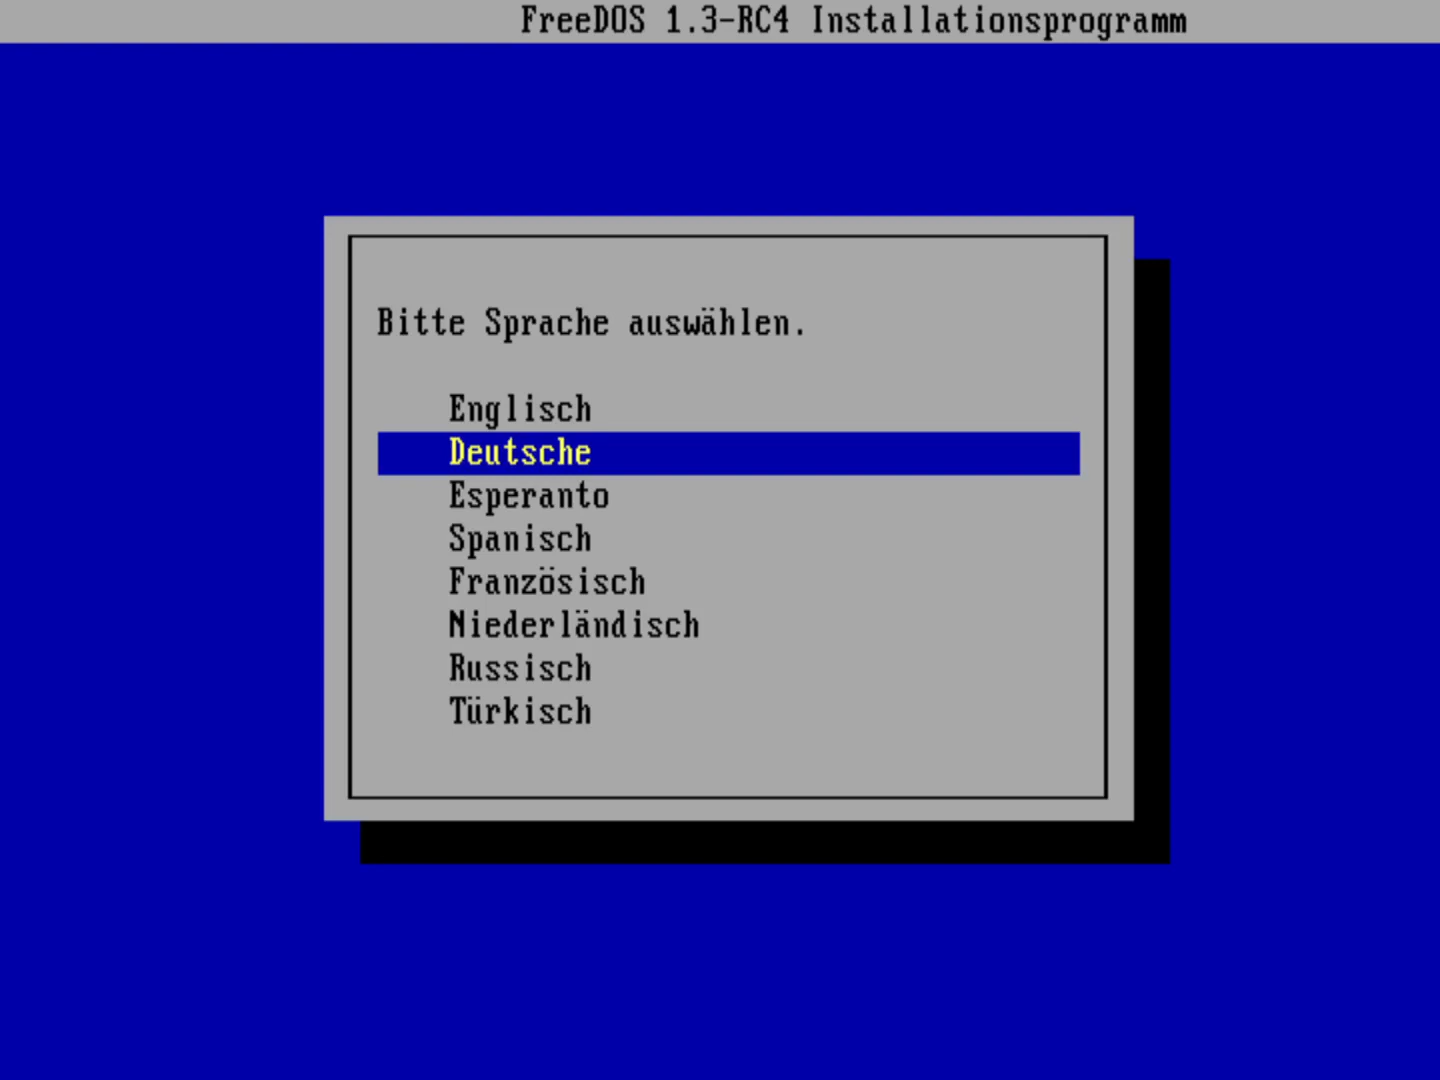 FreeDOS 1.3-RC4 Installationsprogramm
Bitte Sprache auswählen.
Englisch
Deutsche
Esperanto
Spanisch
Französisch
Niederländisch
Russisch
Türkisch